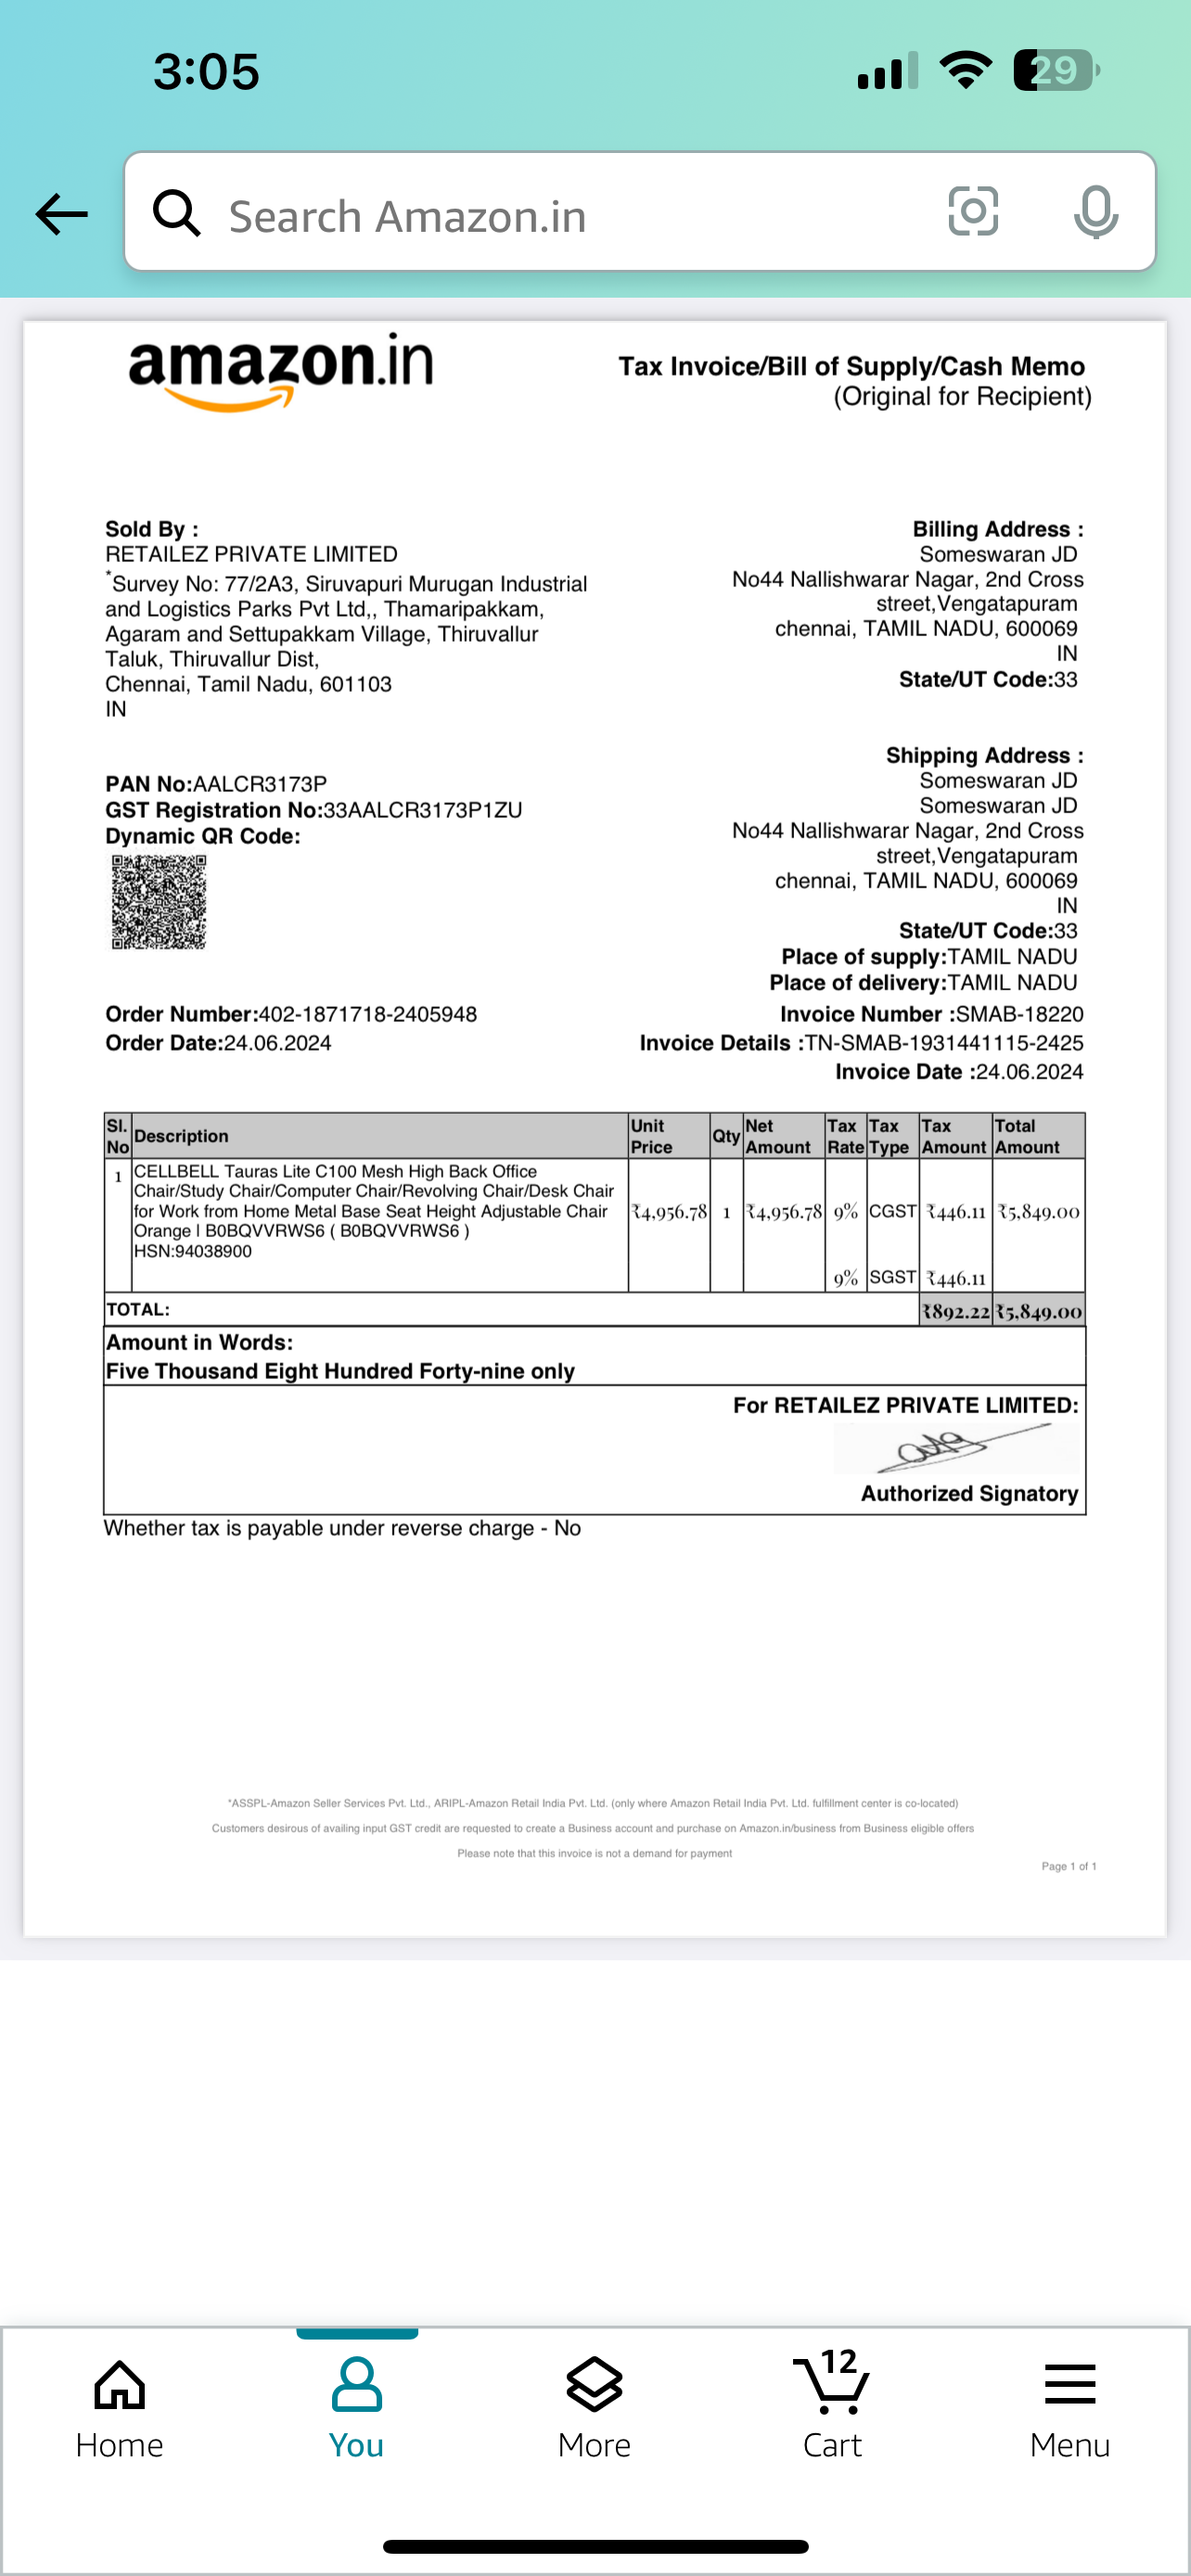 3:05
29
Search Amazon.in
amazon.in
Tax Invoice/Bill of Supply/Cash Memo
(Original for Recipient)
Sold By :
RETAILEZ PRIVATE LIMITED
*Survey No: 77/2A3, Siruvapuri Murugan Industrial
and Logistics Parks Pvt Ltd,, Thamaripakkam,
Agaram and Settupakkam Village, Thiruvallur
Taluk, Thiruvallur Dist,
Chennai, Tamil Nadu, 601103
IN
Billing Address :
Someswaran JD
No44 Nallishwarar Nagar, 2nd Cross
street,Vengatapuram
chennai, TAMIL NADU, 600069
IN
State/UT Code:33
PAN No:AALCR3173P
GST Registration No:33AALCR3173P1ZU
Dynamic QR Code:
Shipping Address :
Someswaran JD
Someswaran JD
No44 Nallishwarar Nagar, 2nd Cross
street,Vengatapuram
chennai, TAMIL NADU, 600069
IN
State/UT Code:33
Place of supply:TAMIL NADU
Place of delivery:TAMIL NADU
Order Number:402-1871718-2405948
Order Date:24.06.2024
Invoice Number :SMAB-18220
Invoice Details :TN-SMAB-1931441115-2425
Invoice Date :24.06.2024
Sl. No Description Unit Price Qty Net Amount Tax Rate Tax Type Tax Amount Total Amount
1 CELLBELL Tauras Lite C100 Mesh High Back Office
Chair/Study Chair/Computer Chair/Revolving Chair/Desk Chair
for Work from Home Metal Base Seat Height Adjustable Chair
Orange | B0BQVVRWS6 ( B0BQVVRWS6 )
HSN:94038900
₹4,956.78 1 ₹4,956.78 9% CGST ₹446.11 ₹5,849.00
9% SGST ₹446.11
TOTAL: ₹892.22 ₹5,849.00
Amount in Words:
Five Thousand Eight Hundred Forty-nine only
For RETAILEZ PRIVATE LIMITED:
Authorized Signatory
Whether tax is payable under reverse charge - No
*ASSPL-Amazon Seller Services Pvt. Ltd., ARIPL-Amazon Retail India Pvt. Ltd. (only where Amazon Retail India Pvt. Ltd. fulfillment center is co-located)
Customers desirous of availing input GST credit are requested to create a Business account and purchase on Amazon.in/business from Business eligible offers
Please note that this invoice is not a demand for payment
Page 1 of 1
12
Home You More Cart Menu